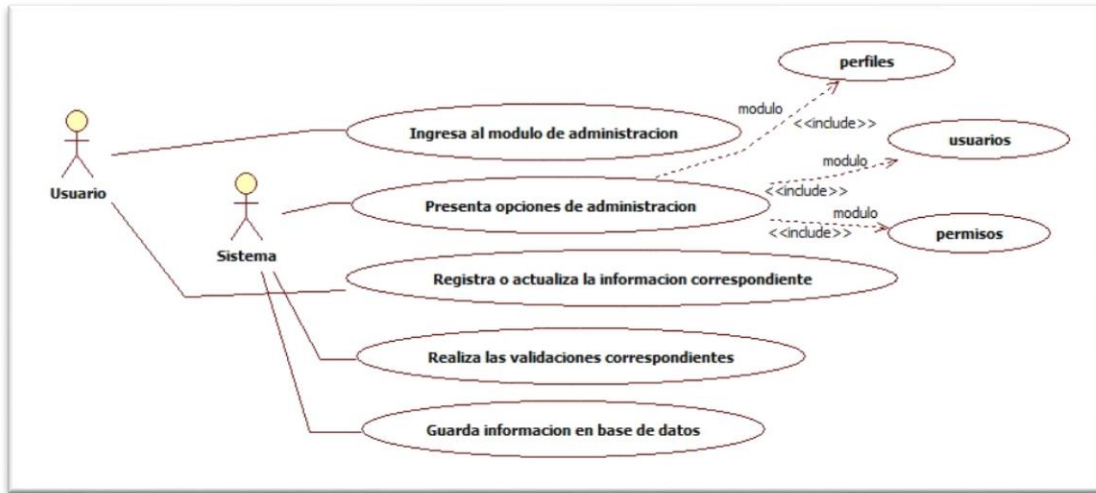 perfiles
modulo
<<include>>
Ingresa al modulo de administracion
usuarios
modulo
<<include>>
Usuario
Presenta opciones de administracion
modulo
<<include>>
permisos
Sistema
Registra o actualiza la informacion correspondiente
Realiza las validaciones correspondientes
Guarda informacion en base de datos